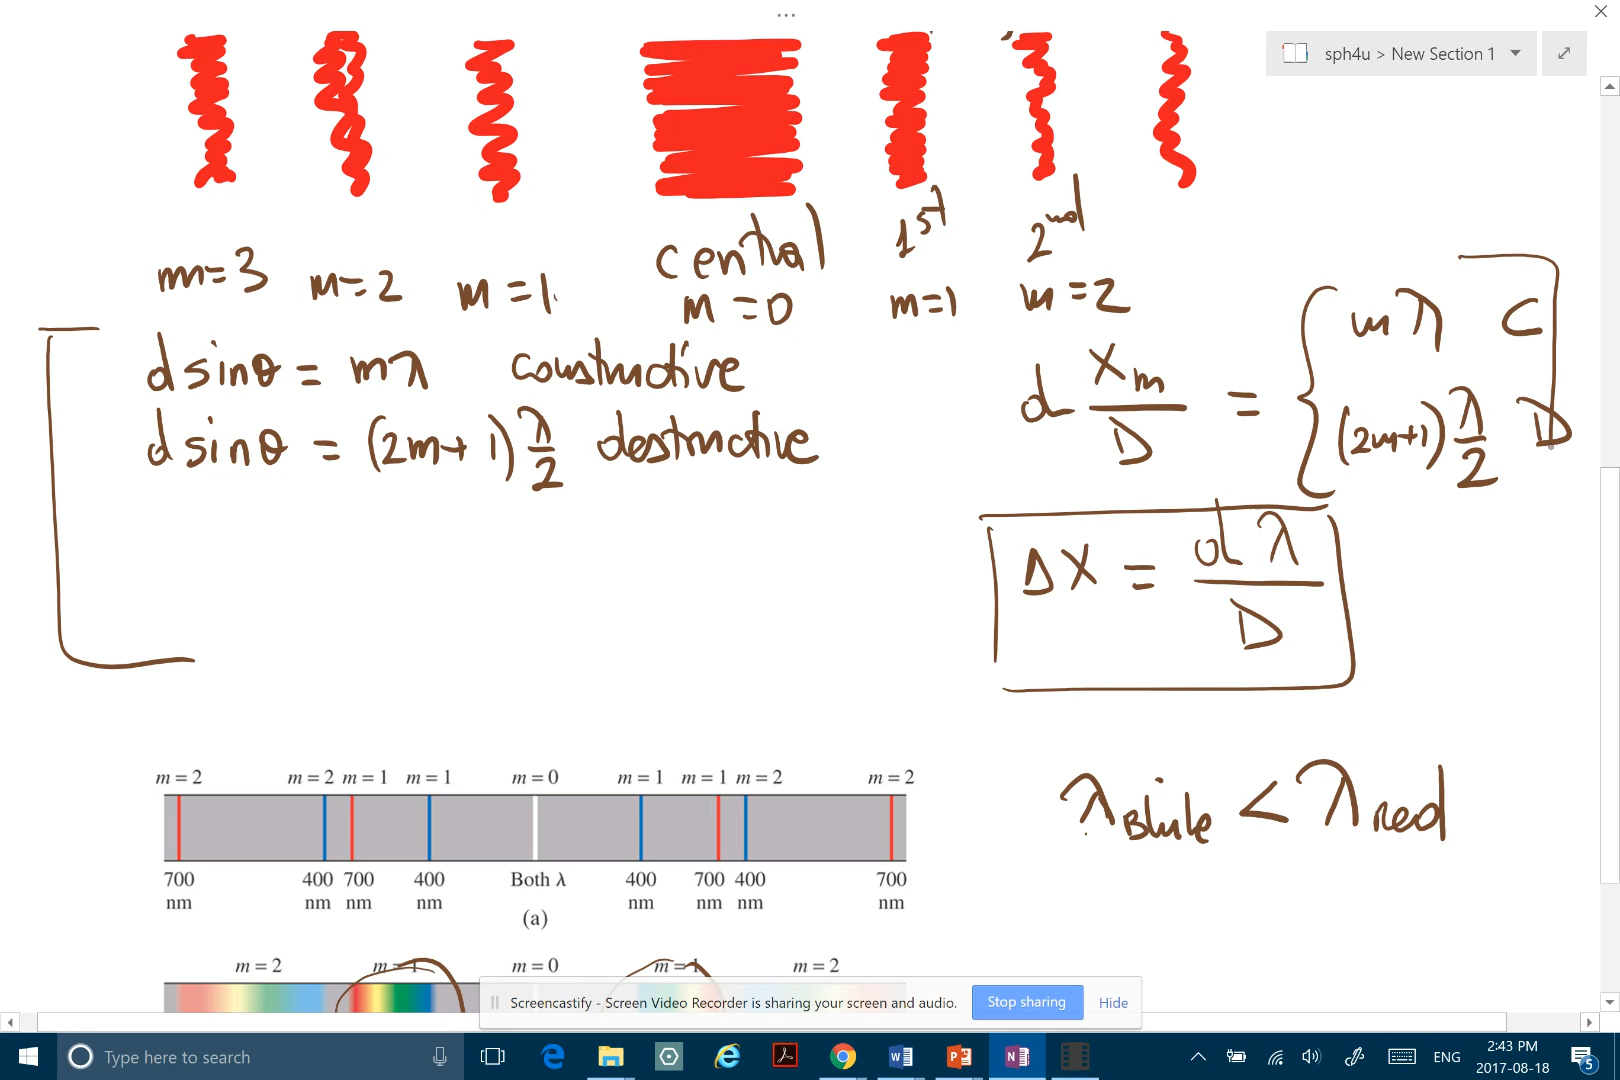 sph4u > New Section 1
1st
2nd
central
m=3 m=2 m=1 m=0 m=1 m=2
d sinθ = mλ constructive
d sinθ = (2m+1) λ/2 destructive
d Xm/D = { mλ C
(2m+1) λ/2 D
ΔX = dλ/D
m = 2 m = 2 m = 1 m = 1 m = 0 m = 1 m = 1 m = 2 m = 2
700 400 700 400 Both λ 400 700 400 700
nm nm nm nm nm nm nm nm
(a)
λBlue < λRed
m = 2 m = 1 m = 0 m = 1 m = 2
Screencastify - Screen Video Recorder is sharing your screen and audio. Stop sharing Hide
Type here to search
ENG
2:43 PM
2017-08-18
5